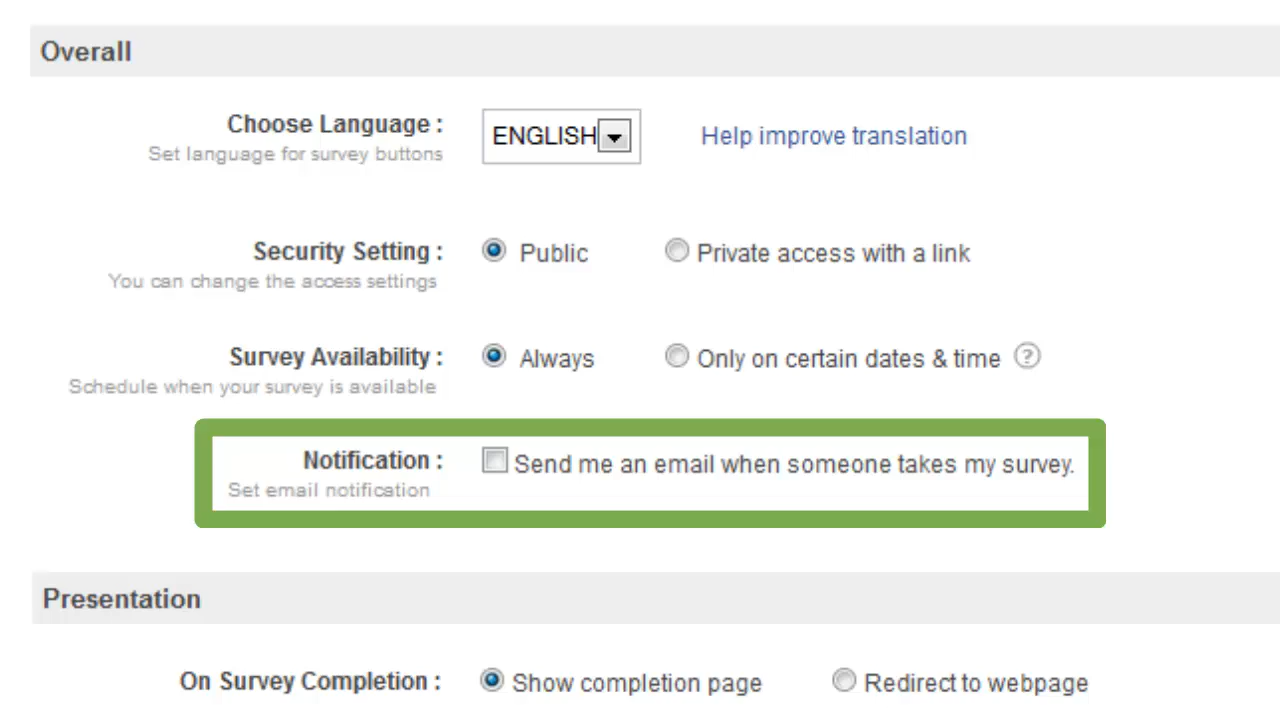 Overall
Choose Language : ENGLISH Help improve translation
Set language for survey buttons
Security Setting : Public Private access with a link
You can change the access settings
Survey Availability : Always Only on certain dates & time ?
Schedule when your survey is available
Notification : Send me an email when someone takes my survey.
Set email notification
Presentation
On Survey Completion : Show completion page Redirect to webpage